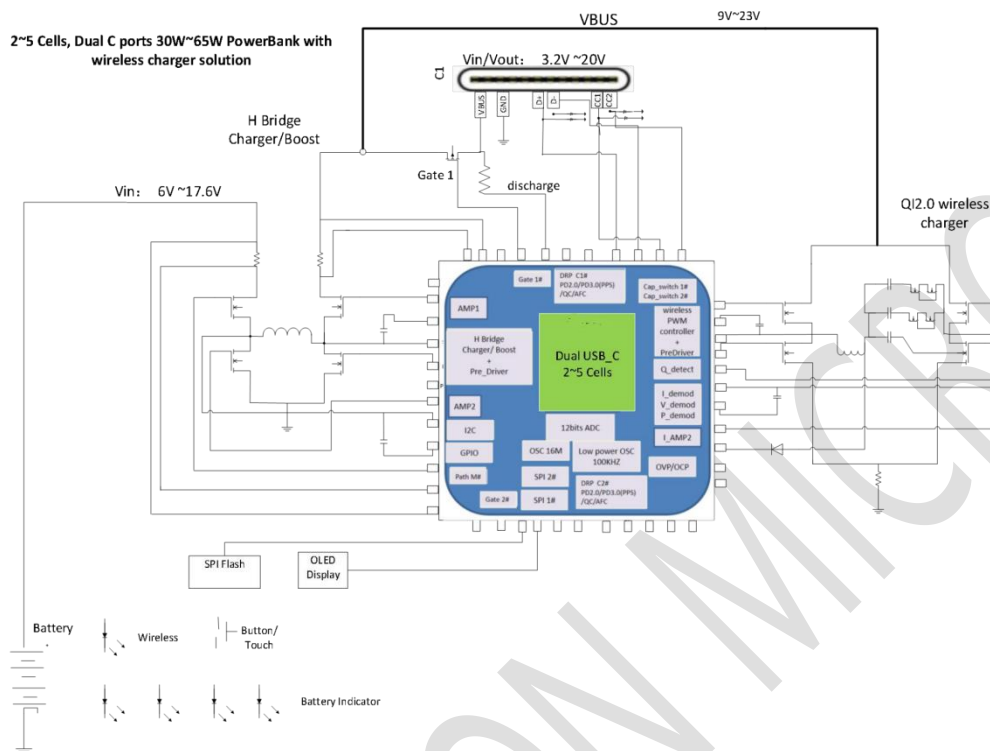 VBUS
9V~23V
2~5 Cells, Dual C ports 30W~65W PowerBank with
wireless charger solution
Vin/Vout： 3.2V ~20V
C1
VBUS
GND
D+
D-
CC1
CC2
H Bridge
Charger/Boost
Gate 1
discharge
Vin： 6V ~17.6V
QI2.0 wireless
charger
Gate 1#
DRP C1#
PD2.0/PD3.0(PPS)
/QC/AFC
Cap_switch 1#
Cap_switch 2#
AMP1
wireless
PWM
controller
+
PreDriver
H Bridge
Charger/ Boost
+
Pre_Driver
Dual USB_C
2~5 Cells
Q_detect
I_demod
V_demod
P_demod
AMP2
I2C
12bits ADC
I_AMP2
GPIO
OSC 16M
Low power OSC
100KHZ
OVP/OCP
Path M#
SPI 2#
DRP C2#
PD2.0/PD3.0(PPS)
/QC/AFC
Gate 2#
SPI 1#
SPI Flash
OLED
Display
Battery
Wireless
Button/
Touch
Battery Indicator
ON MICRO